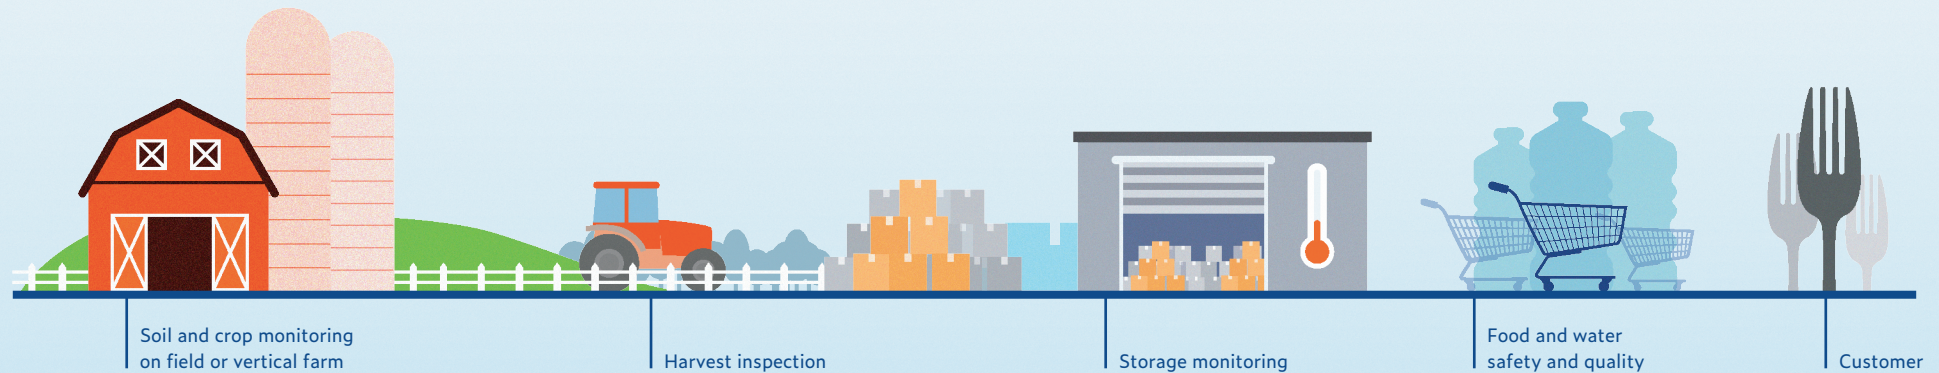 Soil and crop monitoring
on field or vertical farm
Harvest inspection
Storage monitoring
Food and water
safety and quality
Customer